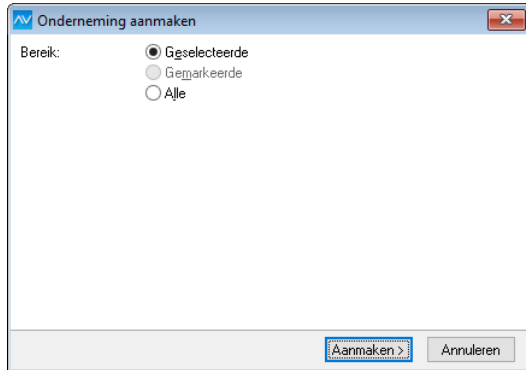 Onderneming aanmaken
Bereik: Geselecteerde
Gemarkeerde
Alle
Aanmaken > Annuleren